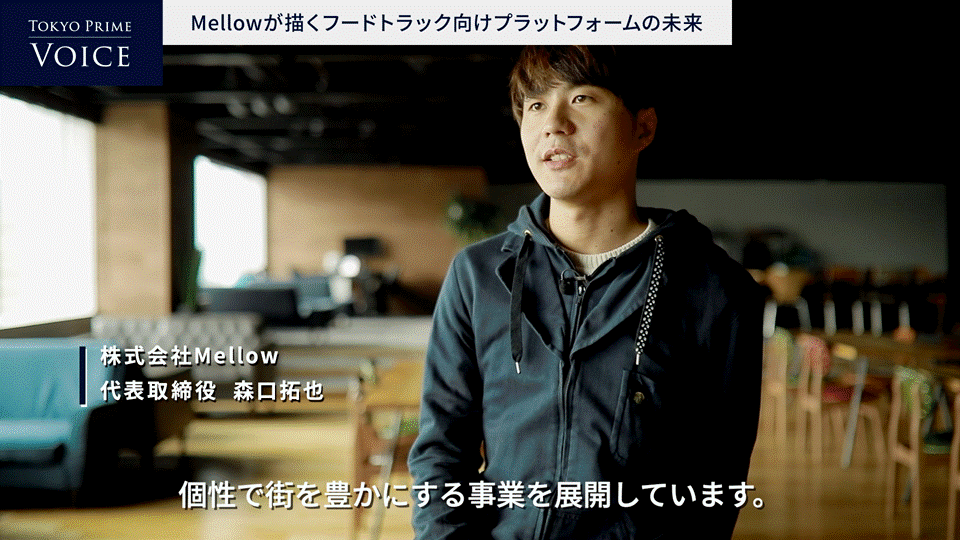 TOKYO PRIME
VOICE
Mellowが描くフードトラック向けプラットフォームの未来
株式会社Mellow
代表取締役 森口拓也
個性で街を豊かにする事業を展開しています。